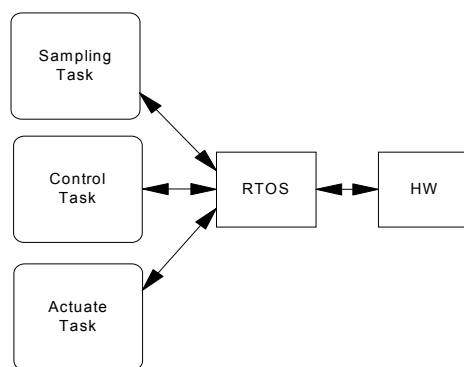 Sampling
Task
Control
Task
RTOS
HW
Actuate
Task